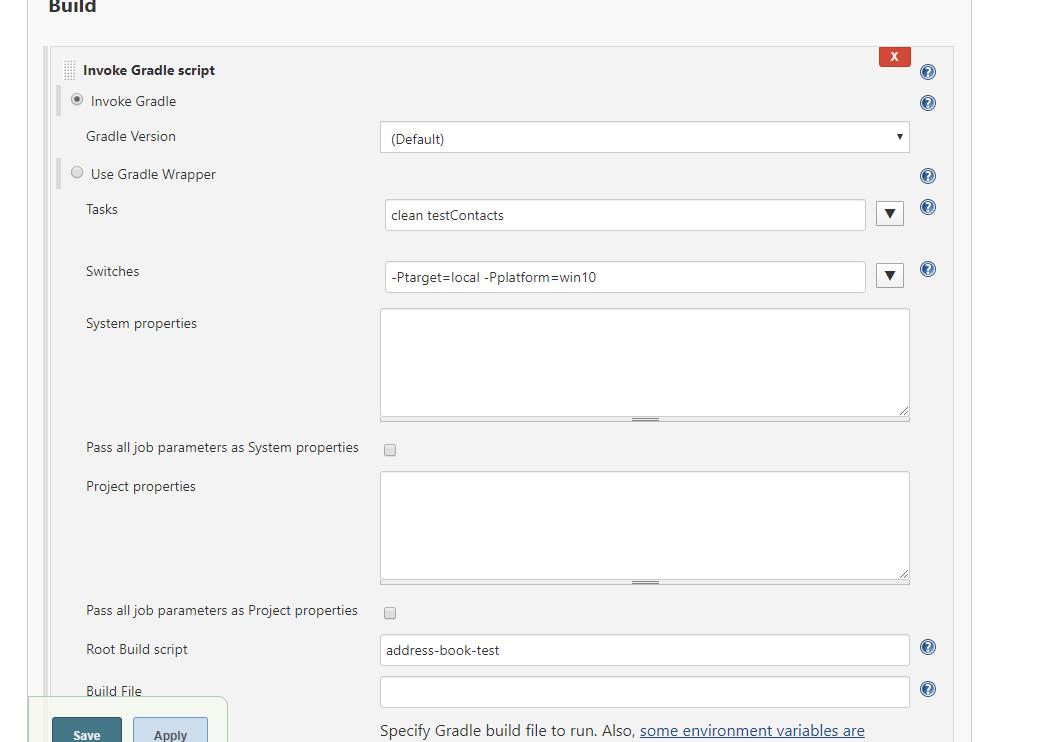 Build
Invoke Gradle script
X
Invoke Gradle
Gradle Version
(Default)
Use Gradle Wrapper
Tasks
clean testContacts
Switches
-Ptarget=local -Pplatform=win10
System properties
Pass all job parameters as System properties
Project properties
Pass all job parameters as Project properties
Root Build script
address-book-test
Build File
Save
Apply
Specify Gradle build file to run. Also, some environment variables are